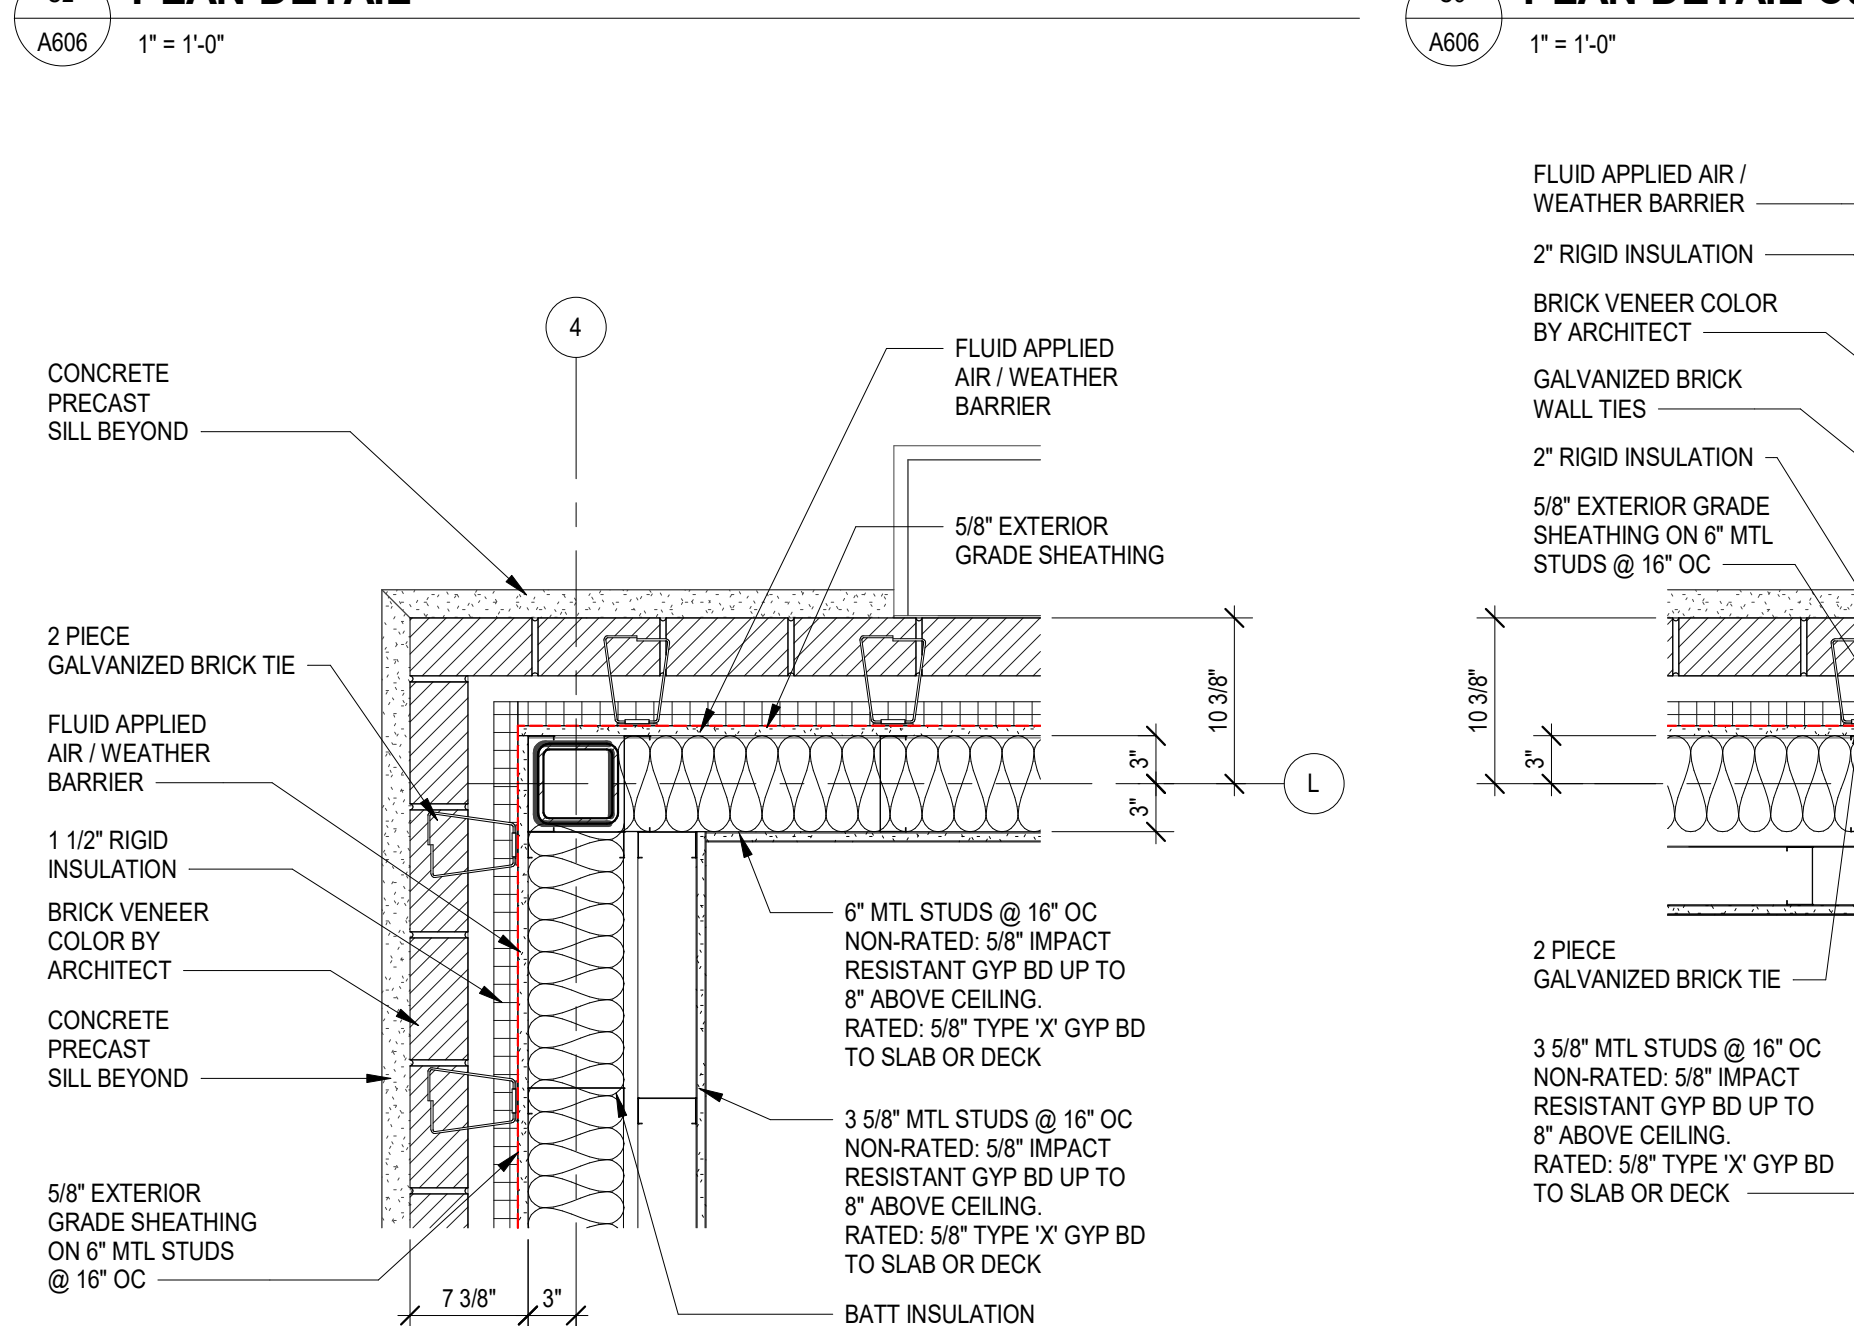 A606
1" = 1'-0"
A606
1" = 1'-0"
4
CONCRETE
PRECAST
SILL BEYOND
2 PIECE
GALVANIZED BRICK TIE
FLUID APPLIED
AIR / WEATHER
BARRIER
1 1/2" RIGID
INSULATION
BRICK VENEER
COLOR BY
ARCHITECT
CONCRETE
PRECAST
SILL BEYOND
5/8" EXTERIOR
GRADE SHEATHING
ON 6" MTL STUDS
@ 16" OC
7 3/8"
3"
FLUID APPLIED
AIR / WEATHER
BARRIER
5/8" EXTERIOR
GRADE SHEATHING
10 3/8"
3"
3"
L
6" MTL STUDS @ 16" OC
NON-RATED: 5/8" IMPACT
RESISTANT GYP BD UP TO
8" ABOVE CEILING.
RATED: 5/8" TYPE 'X' GYP BD
TO SLAB OR DECK
3 5/8" MTL STUDS @ 16" OC
NON-RATED: 5/8" IMPACT
RESISTANT GYP BD UP TO
8" ABOVE CEILING.
RATED: 5/8" TYPE 'X' GYP BD
TO SLAB OR DECK
BATT INSULATION
FLUID APPLIED AIR /
WEATHER BARRIER
2" RIGID INSULATION
BRICK VENEER COLOR
BY ARCHITECT
GALVANIZED BRICK
WALL TIES
2" RIGID INSULATION
5/8" EXTERIOR GRADE
SHEATHING ON 6" MTL
STUDS @ 16" OC
10 3/8"
3"
2 PIECE
GALVANIZED BRICK TIE
3 5/8" MTL STUDS @ 16" OC
NON-RATED: 5/8" IMPACT
RESISTANT GYP BD UP TO
8" ABOVE CEILING.
RATED: 5/8" TYPE 'X' GYP BD
TO SLAB OR DECK